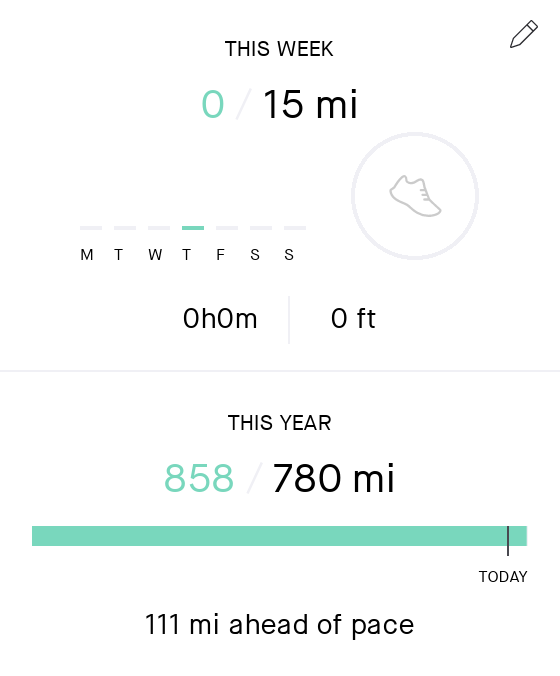 THIS WEEK
0 / 15 mi
M T W T F S S
0h0m 0 ft
THIS YEAR
858 / 780 mi
TODAY
111 mi ahead of pace